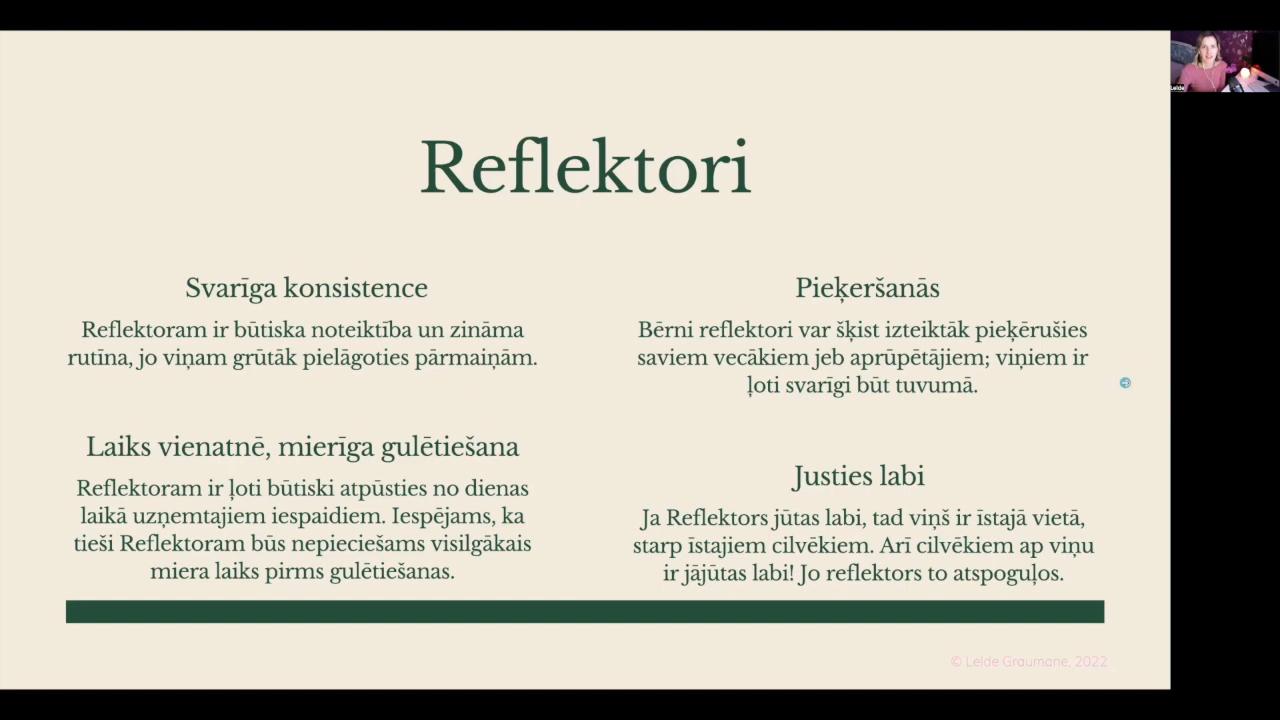 Reflektori
Svarīga konsistence
Reflektoram ir būtiska noteiktība un zināma
rutīna, jo viņam grūtāk pielāgoties pārmaiņām.
Laiks vienatnē, mierīga gulētiešana
Reflektoram ir ļoti būtiski atpūsties no dienas
laikā uzņemtajiem iespaidiem. Iespējams, ka
tieši Reflektoram būs nepieciešams visilgākais
miera laiks pirms gulētiešanas.
Pieķeršanās
Bērni reflektori var šķist izteiktāk pieķērušies
saviem vecākiem jeb aprūpētājiem; viņiem ir
ļoti svarīgi būt tuvumā.
Justies labi
Ja Reflektors jūtas labi, tad viņš ir īstajā vietā,
starp īstajiem cilvēkiem. Arī cilvēkiem ap viņu
ir jājūtas labi! Jo reflektors to atspoguļos.
© Lelde Graumane, 2022
Lelde